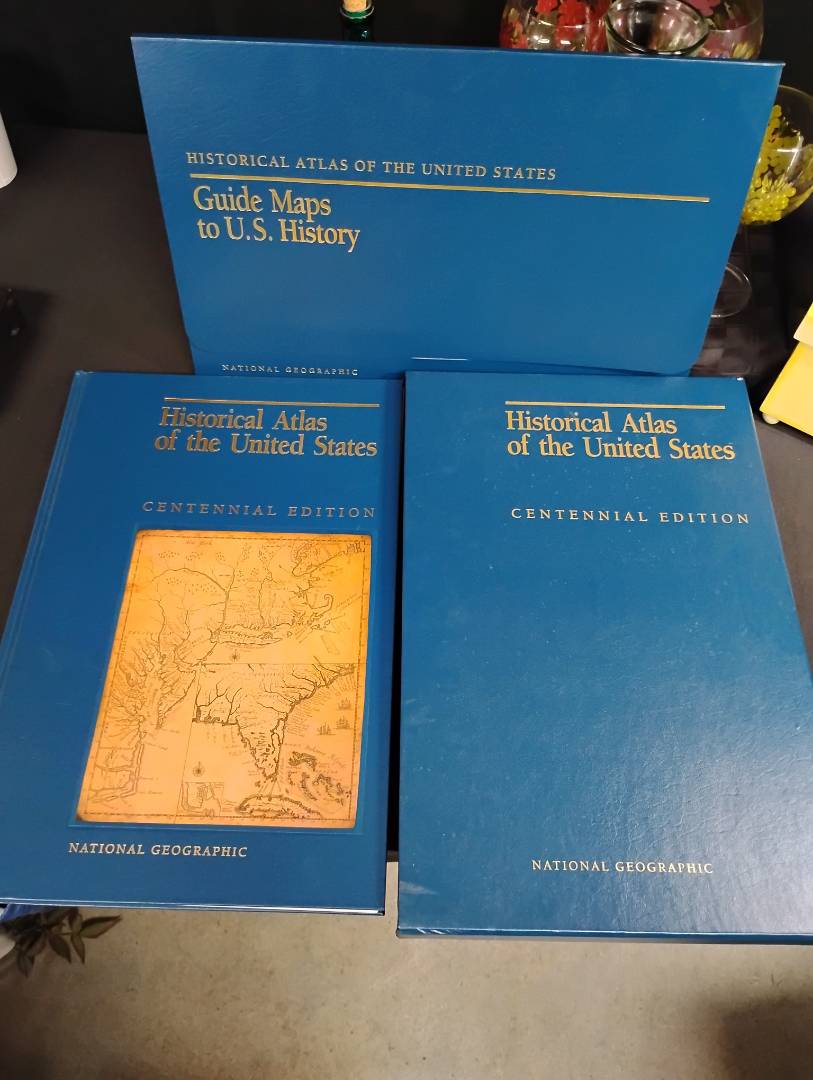 HISTORICAL ATLAS OF THE UNITED STATES
Guide Maps
to U.S. History
NATIONAL GEOGRAPHIC
Historical Atlas
of the United States
CENTENNIAL EDITION
NATIONAL GEOGRAPHIC
Historical Atlas
of the United States
CENTENNIAL EDITION
NATIONAL GEOGRAPHIC